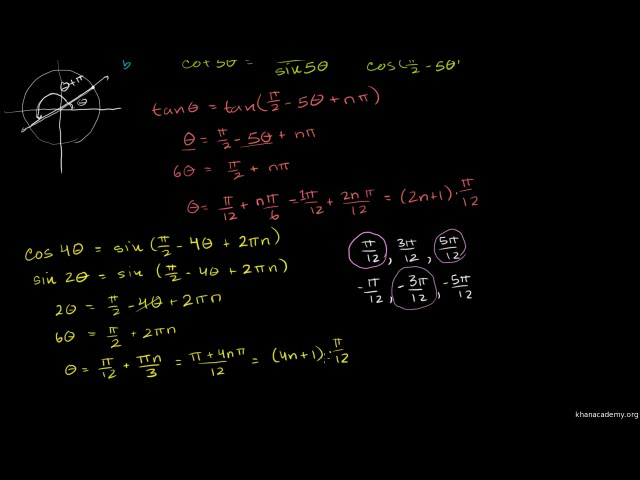 b
cot 5θ = sin 5θ cos(π/2 - 5θ)
θ+π
θ
tanθ = tan(π/2 - 5θ + nπ)
θ = π/2 - 5θ + nπ
6θ = π/2 + nπ
θ = π/12 + nπ/6 = 1π/12 + 2nπ/12 = (2n+1)·π/12
cos 4θ = sin(π/2 - 4θ + 2πn)
sin 2θ = sin(π/2 - 4θ + 2πn)
2θ = π/2 - 4θ + 2πn
6θ = π/2 + 2πn
θ = π/12 + πn/3 = π+4nπ/12 = (4n+1)·π/12
π/12, 3π/12, 5π/12
-π/12, -3π/12, -5π/12
khanacademy.org